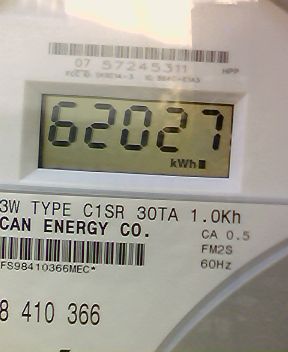 07 57245311 HPP
62027
kWh
3W TYPE C1SR 30TA 1.0Kh
CAN ENERGY CO. CA 0.5
FM2S
FS98410366MEC* 60Hz
8 410 366